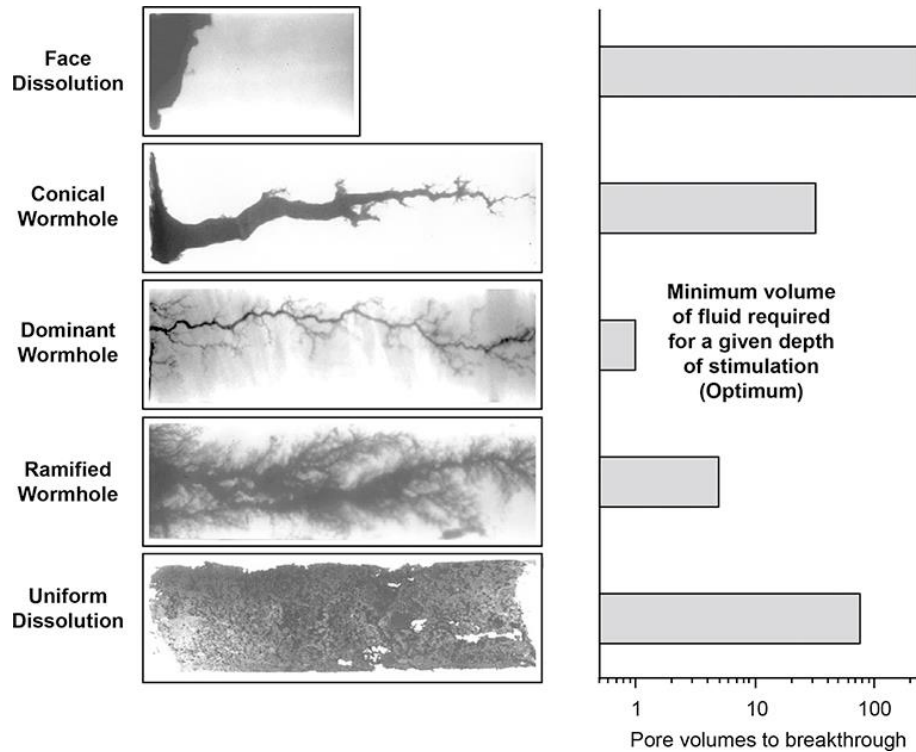 Face
Dissolution
Conical
Wormhole
Dominant
Wormhole
Minimum volume
of fluid required
for a given depth
of stimulation
(Optimum)
Ramified
Wormhole
Uniform
Dissolution
1 10 100
Pore volumes to breakthrough